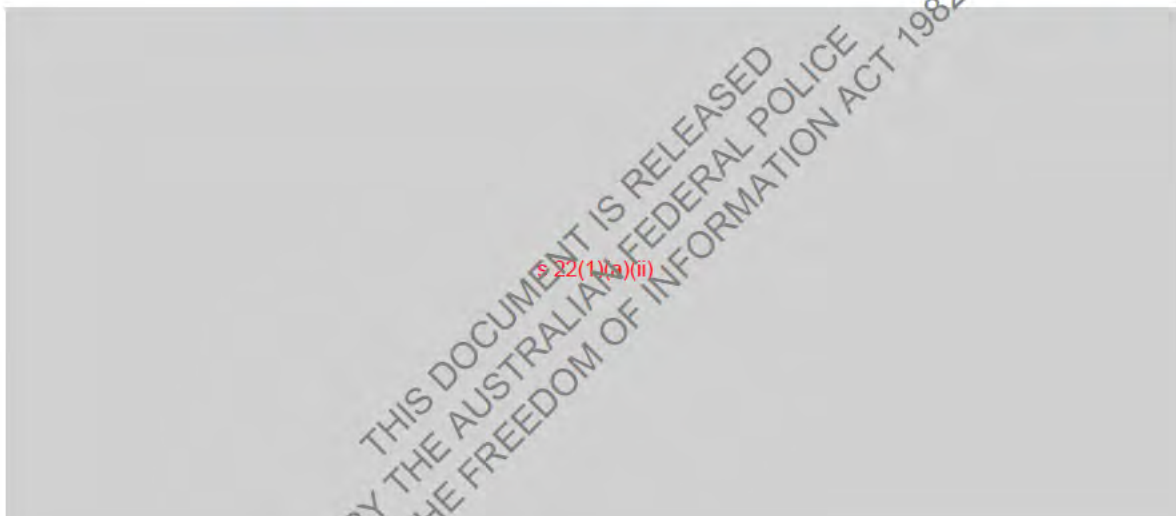 THIS DOCUMENT IS RELEASED
BY THE AUSTRALIAN FEDERAL POLICE
THE FREEDOM OF INFORMATION ACT 1982
s 22(1)(a)(ii)